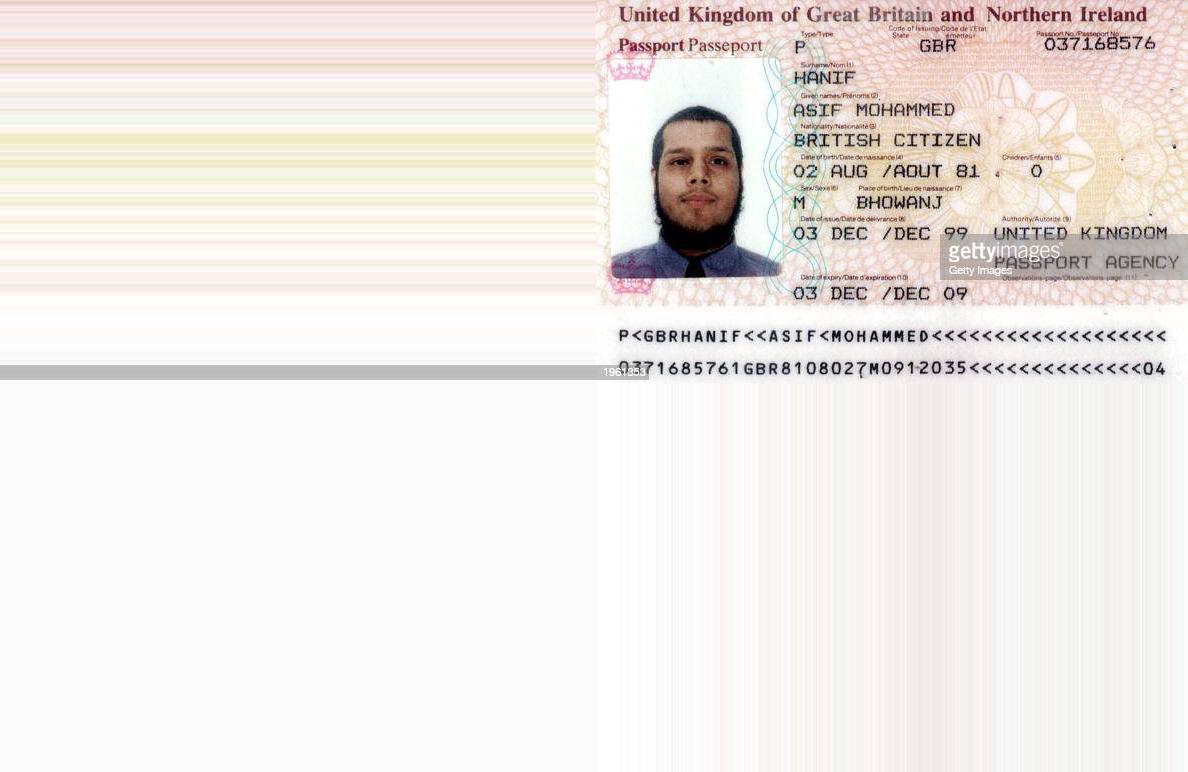 United Kingdom of Great Britain and Northern Ireland
Passport Passeport
Type/Type
Code of Issuing/Code de l'Etat
State émetteur
Passport No./Passeport No.
P GBR 037168576
Surname/Nom (1)
HANIF
Given names/Prénoms (2)
ASIF MOHAMMED
Nationality/Nationalité (3)
BRITISH CITIZEN
Date of birth/Date de naissance (4) Children/Enfants (5)
02 AUG /AOUT 81 0
Sex/Sexe (6) Place of birth/Lieu de naissance (7)
M BHOWANJ
Date of issue/Date de délivrance (8) Authority/Autorité (9)
03 DEC /DEC 99 UNITED KINGDOM
gettyimages
PASSPORT AGENCY
Getty Images
Date of expiry/Date d'expiration (10) Observations-page/Observations-page (11)
03 DEC /DEC 09
P<GBRHANIF<<ASIF<MOHAMMED<<<<<<<<<<<<<<<<<<<
0371685761GBR8108027M0912035<<<<<<<<<<<<<<04
1961353